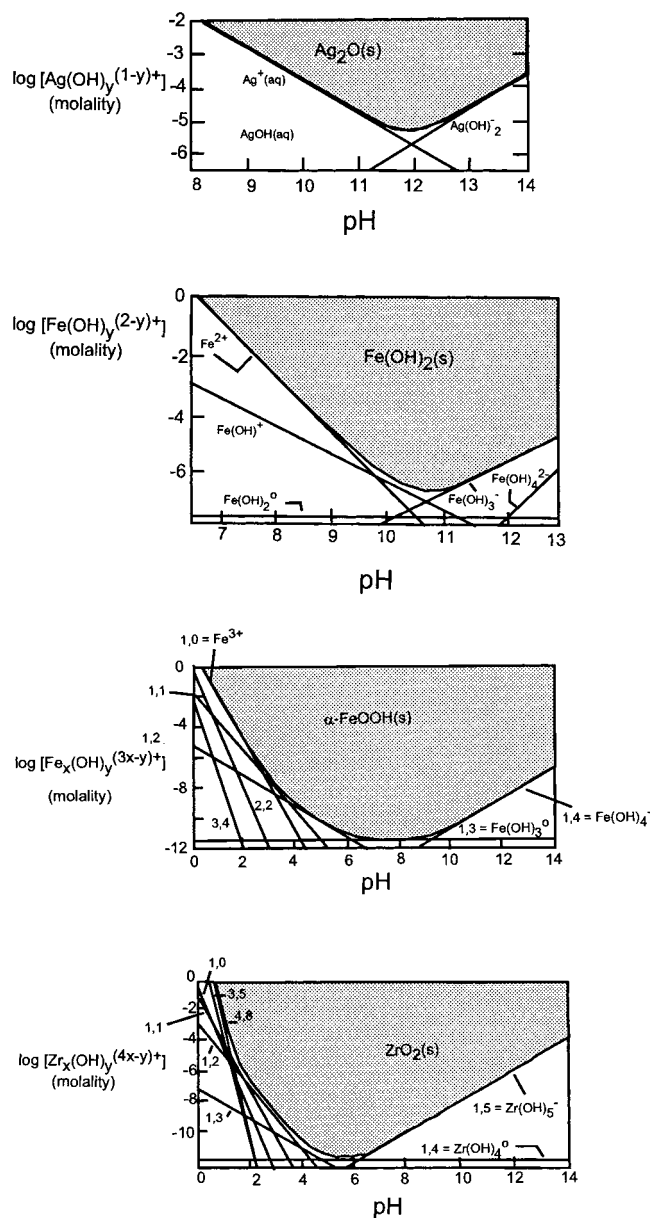 -2
-3
log [Ag(OH)y(1-y)+]
(molality)
-4
-5
-6
Ag2O(s)
Ag+(aq)
AgOH(aq)
Ag(OH)-2
8 9 10 11 12 13 14
pH
0
log [Fe(OH)y(2-y)+]
(molality)
-2
-4
-6
Fe2+
Fe(OH)2(s)
Fe(OH)+
Fe(OH)2o
Fe(OH)3-
Fe(OH)42-
7 8 9 10 11 12 13
pH
1,0 = Fe3+
0
1,1
-4
1,2
log [Fex(OH)y(3x-y)+]
(molality)
-8
-12
α-FeOOH(s)
2,2
3,4
1,3 = Fe(OH)3o
1,4 = Fe(OH)4-
0 2 4 6 8 10 12 14
pH
1,0
0
3,5
-2
4,8
1,1
-4
log [Zrx(OH)y(4x-y)+]
(molality)
1,2
-6
ZrO2(s)
-8
1,3
-10
1,5 = Zr(OH)5-
1,4 = Zr(OH)4o
0 2 4 6 8 10 12 14
pH